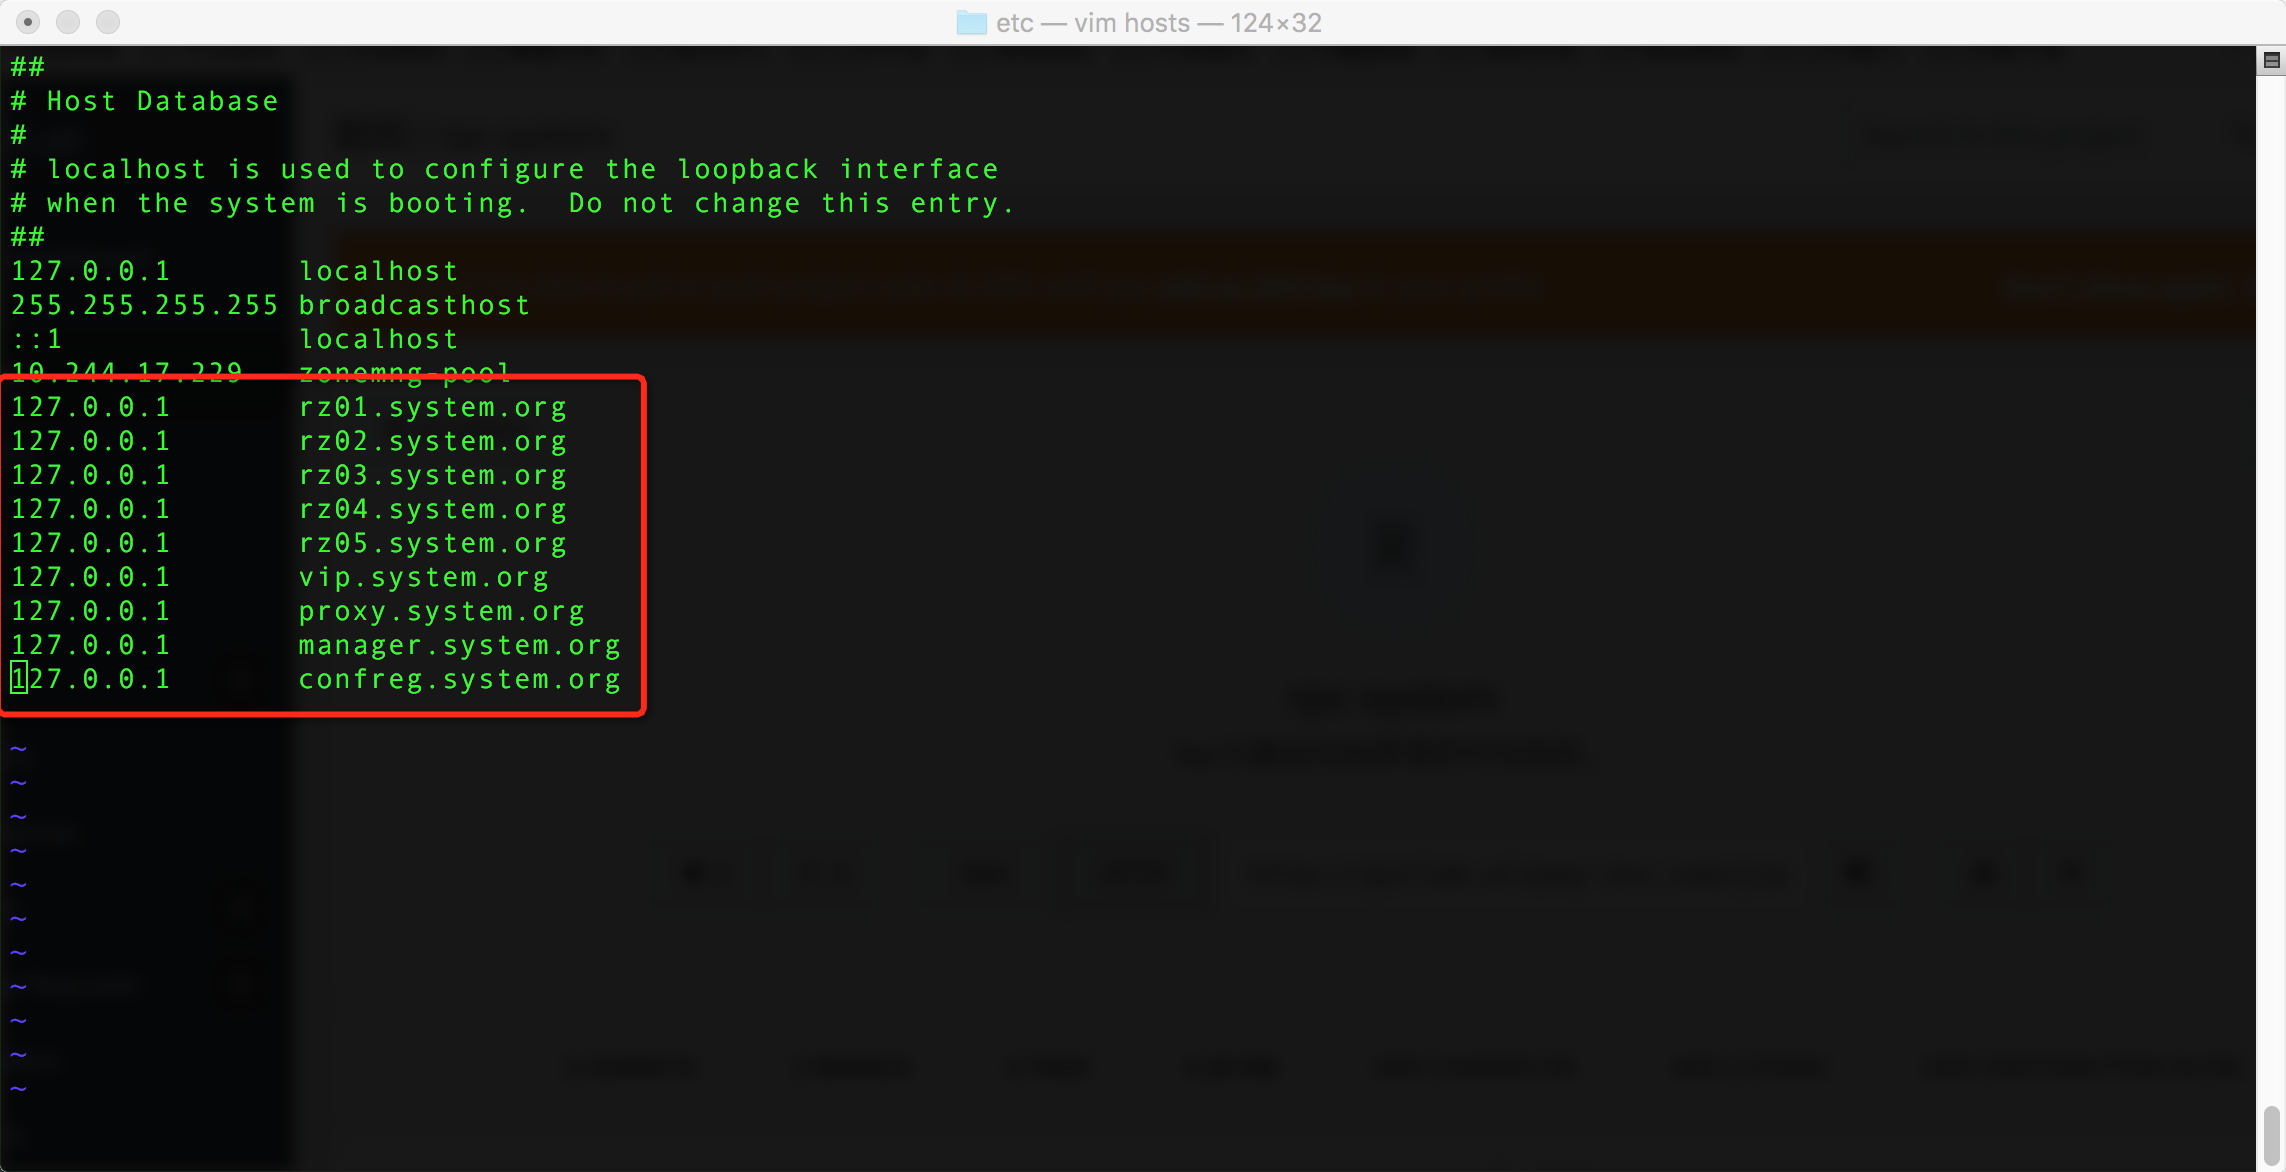 etc — vim hosts — 124×32
##
# Host Database
#
# localhost is used to configure the loopback interface
# when the system is booting.  Do not change this entry.
##
127.0.0.1       localhost
255.255.255.255 broadcasthost
::1             localhost
10.244.17.229   zonemng-pool
127.0.0.1       rz01.system.org
127.0.0.1       rz02.system.org
127.0.0.1       rz03.system.org
127.0.0.1       rz04.system.org
127.0.0.1       rz05.system.org
127.0.0.1       vip.system.org
127.0.0.1       proxy.system.org
127.0.0.1       manager.system.org
127.0.0.1       confreg.system.org
~
~
~
~
~
~
~
~
~
~
~